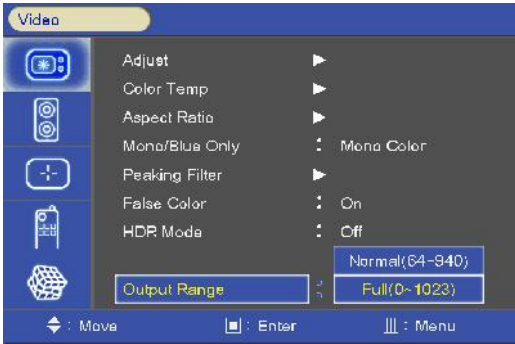 Video
Adjust
Color Temp
Aspect Ratio
Mono/Blue Only : Mono Color
Peaking Filter
False Color : On
HDR Mode : Off
Normal(64~940)
Output Range : Full(0~1023)
: Move : Enter : Menu